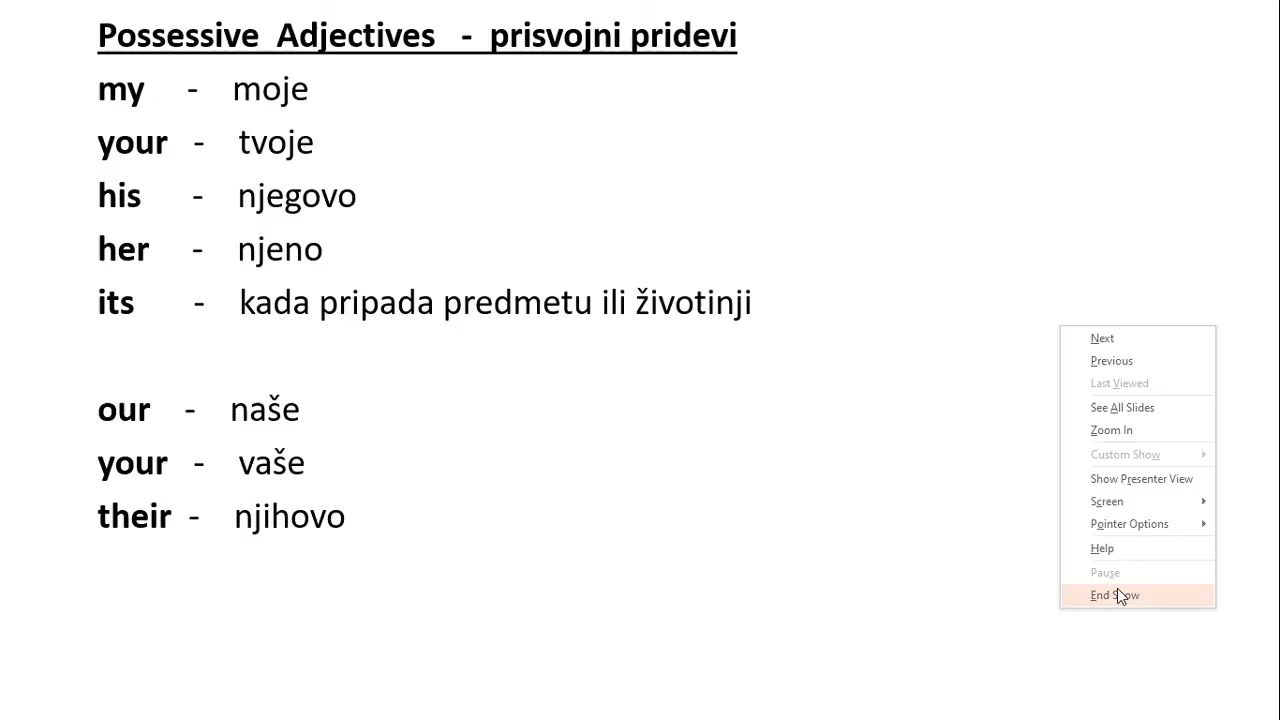 Possessive Adjectives - prisvojni pridevi
my - moje
your - tvoje
his - njegovo
her - njeno
its - kada pripada predmetu ili životinji
our - naše
your - vaše
their - njihovo
Next
Previous
Last Viewed
See All Slides
Zoom In
Custom Show
Show Presenter View
Screen
Pointer Options
Help
Pause
End Show